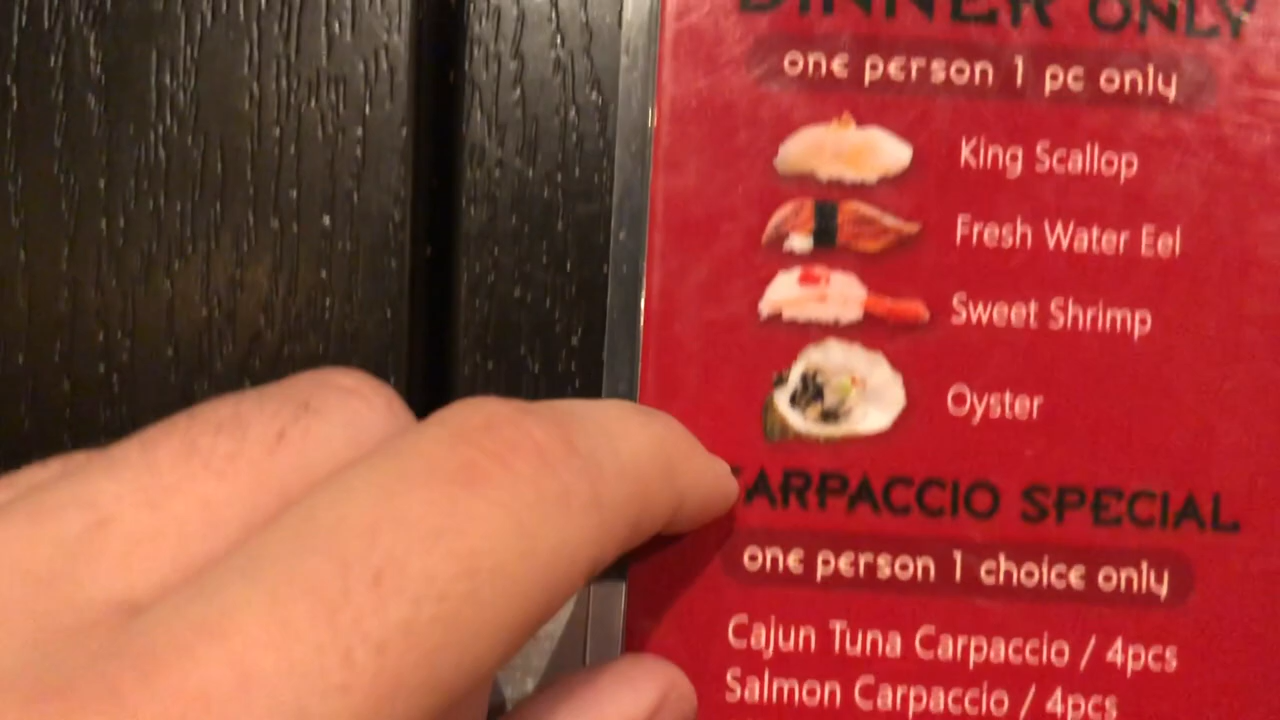 DINNER ONLY
one person 1 pc only
King Scallop
Fresh Water Eel
Sweet Shrimp
Oyster
CARPACCIO SPECIAL
one person 1 choice only
Cajun Tuna Carpaccio / 4pcs
Salmon Carpaccio / 4pcs